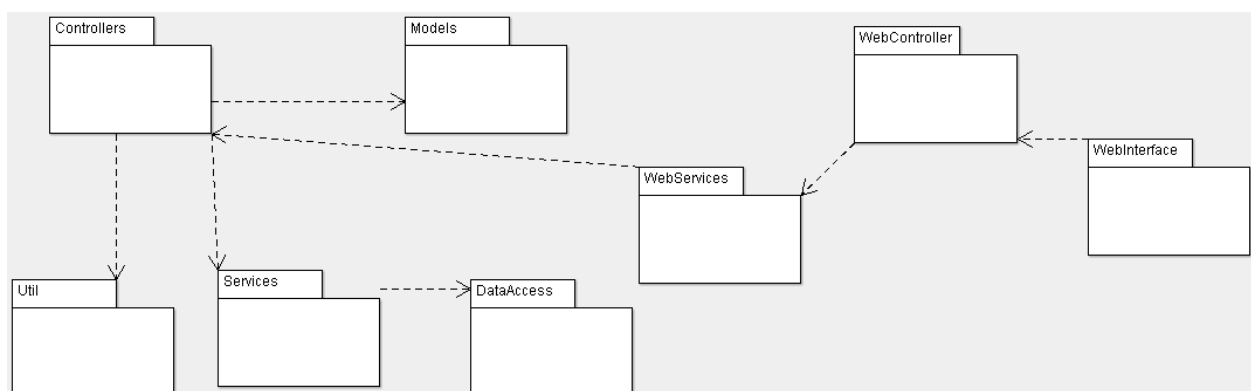 Controllers
Models
WebController
WebInterface
WebServices
Util
Services
DataAccess